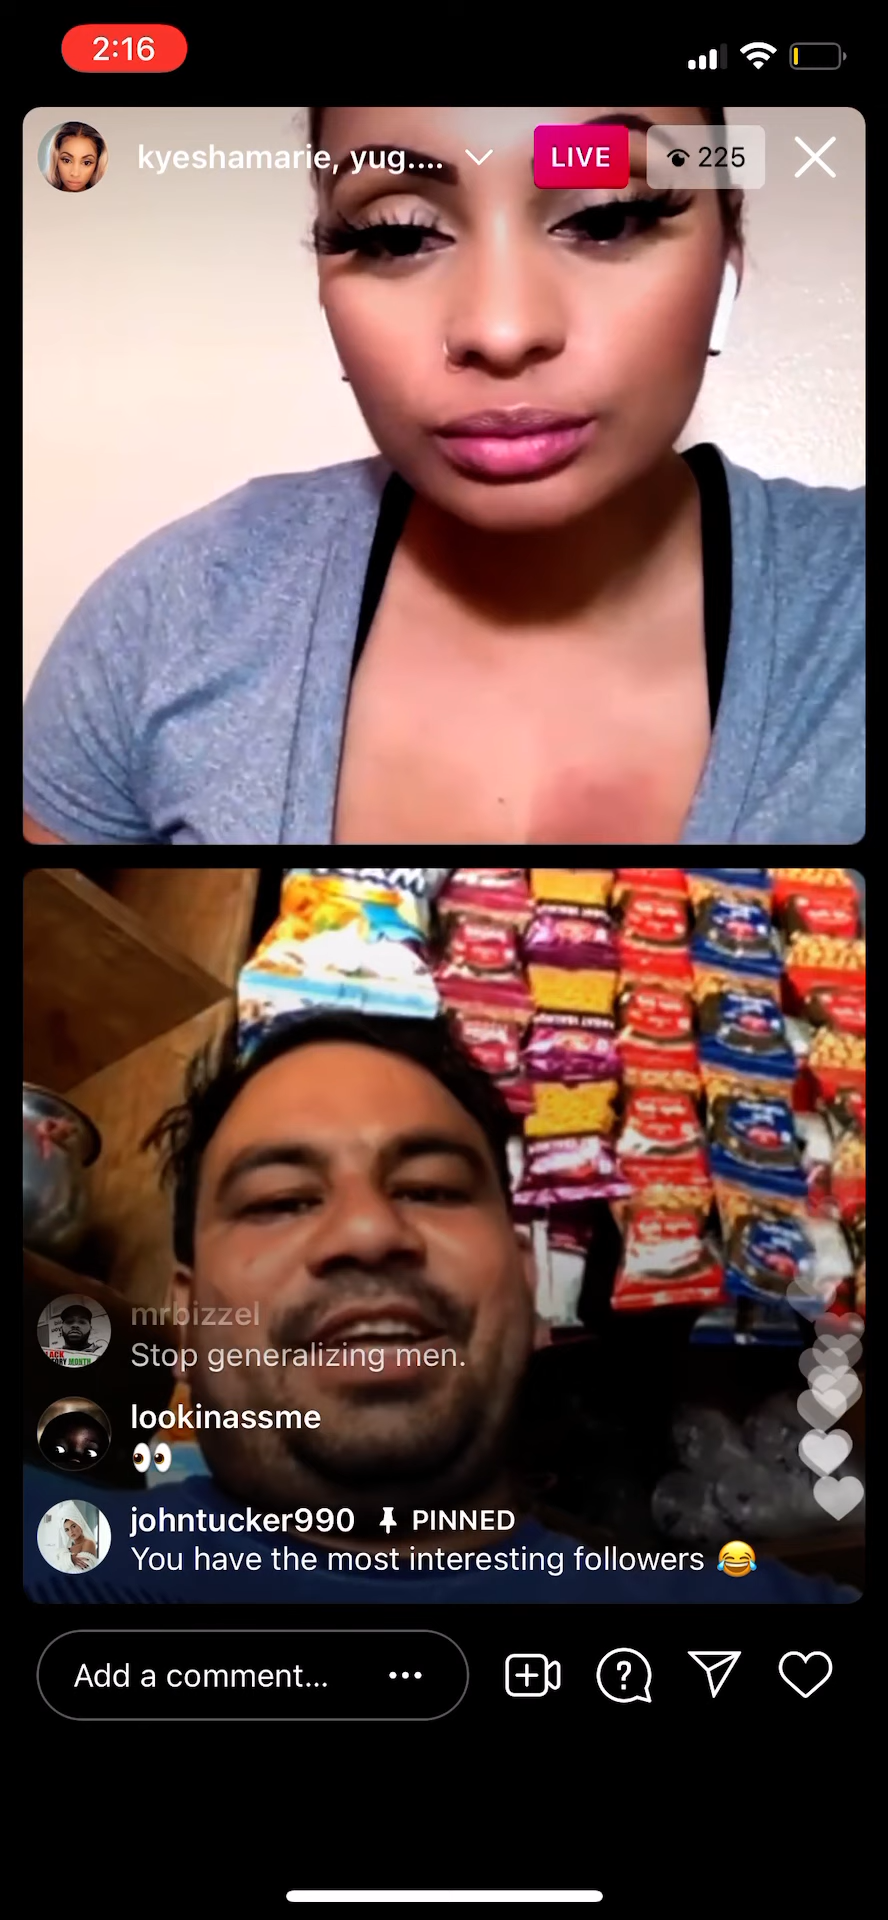 2:16
kyeshamarie, yug....
LIVE
225
mrbizzel
Stop generalizing men.
lookinassme
👀
johntucker990 PINNED
You have the most interesting followers 😂
Add a comment...